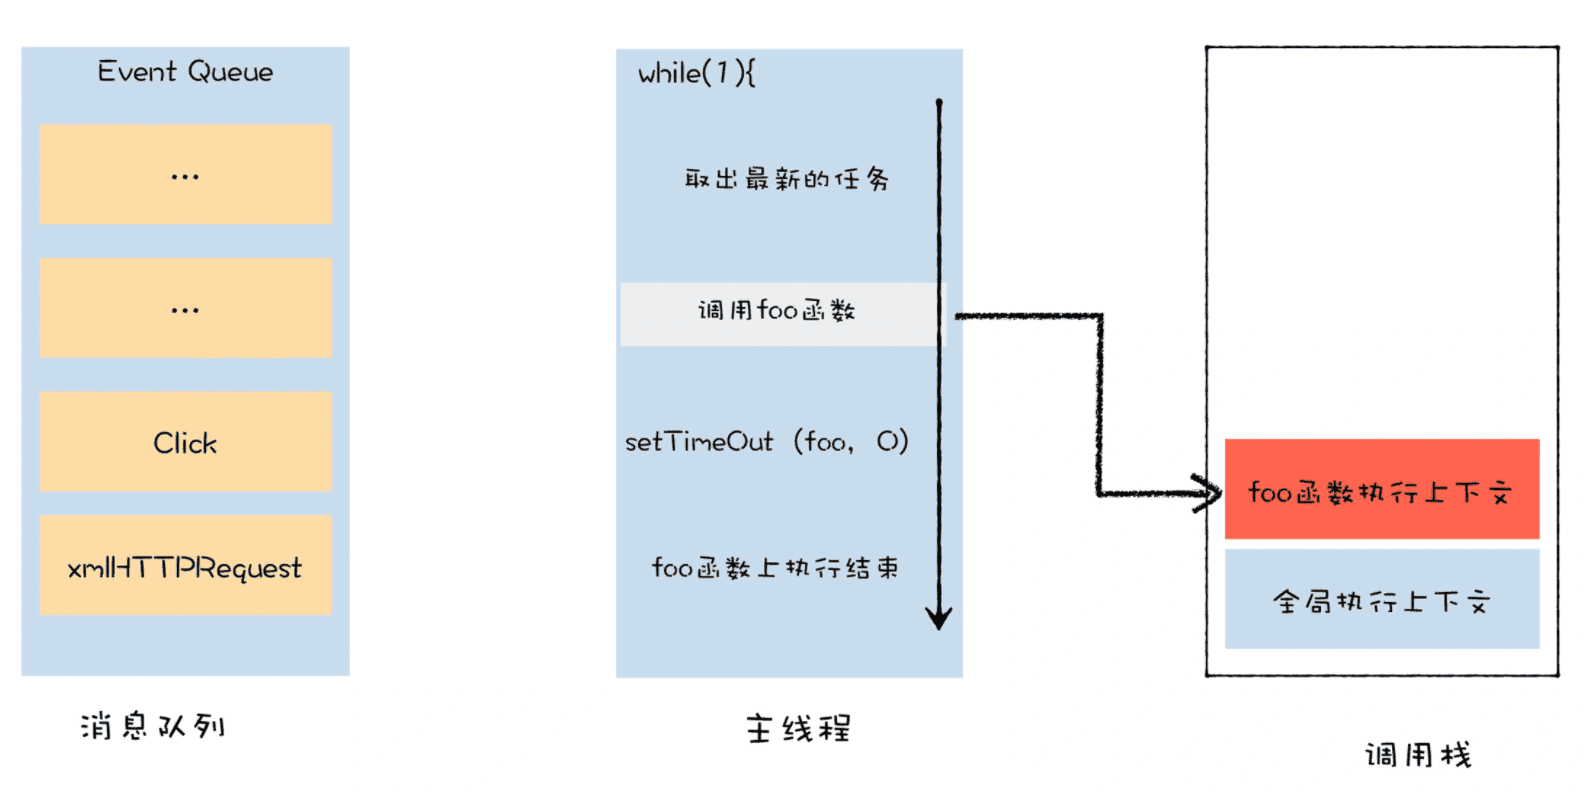 Event Queue
...
...
Click
xmlHTTPRequest
消息队列
while(1){
取出最新的任务
调用foo函数
setTimeOut (foo, 0)
foo函数上执行结束
主线程
foo函数执行上下文
全局执行上下文
调用栈